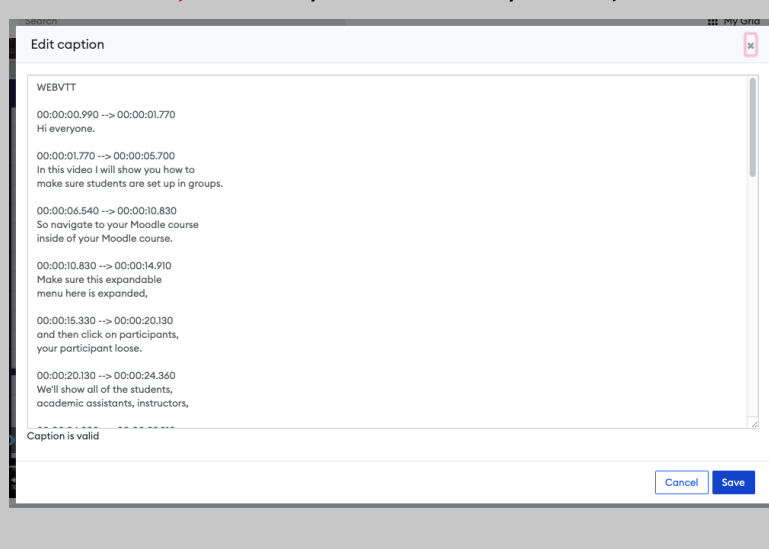 Search
My Grid
Edit caption
WEBVTT
00:00:00.990 --> 00:00:01.770
Hi everyone.
00:00:01.770 --> 00:00:05.700
In this video I will show you how to
make sure students are set up in groups.
00:00:06.540 --> 00:00:10.830
So navigate to your Moodle course
inside of your Moodle course.
00:00:10.830 --> 00:00:14.910
Make sure this expandable
menu here is expanded,
00:00:15.330 --> 00:00:20.130
and then click on participants,
your participant loose.
00:00:20.130 --> 00:00:24.360
We'll show all of the students,
academic assistants, instructors,
Caption is valid
Cancel
Save